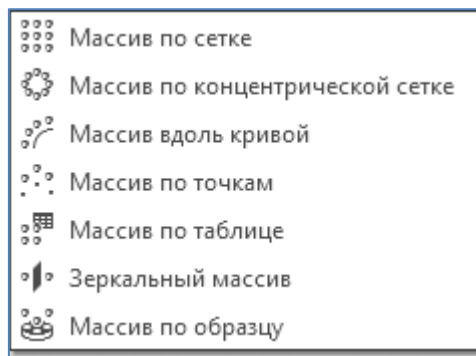 Массив по сетке
Массив по концентрической сетке
Массив вдоль кривой
Массив по точкам
Массив по таблице
Зеркальный массив
Массив по образцу